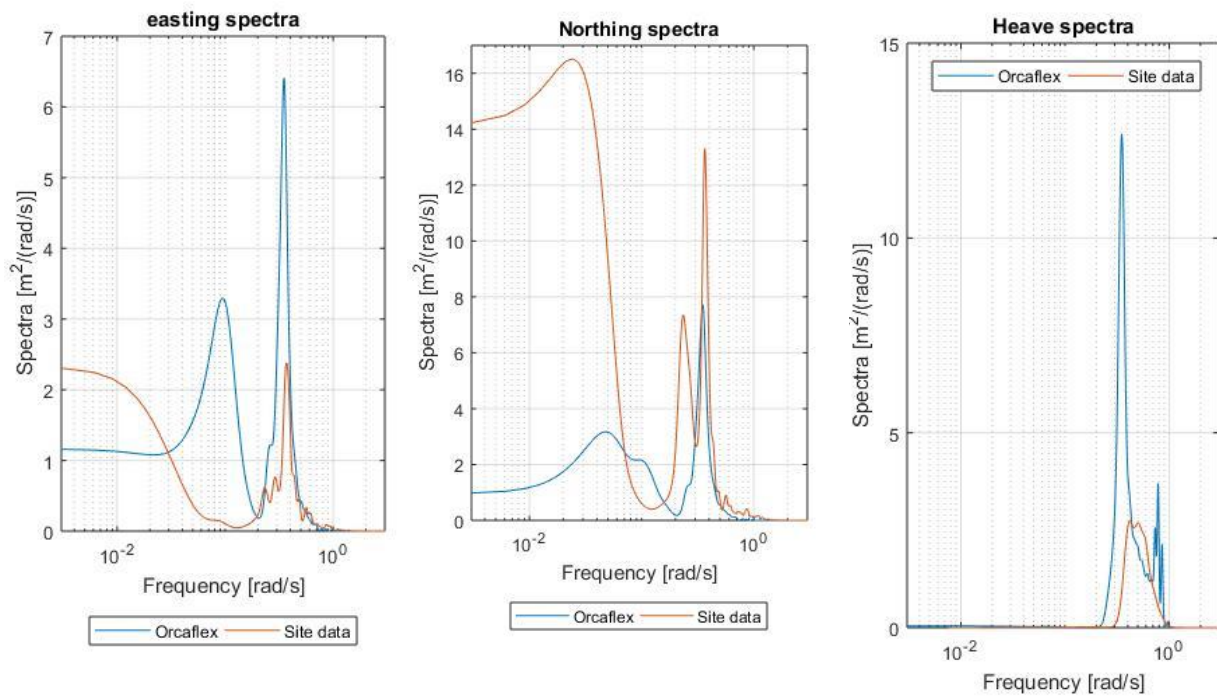 easting spectra
7
6
5
4
3
2
1
0
Spectra [m²/(rad/s)]
10⁻²
10⁰
Frequency [rad/s]
Orcaflex
Site data
Northing spectra
16
14
12
10
8
6
4
2
0
Spectra [m²/(rad/s)]
10⁻²
10⁰
Frequency [rad/s]
Orcaflex
Site data
Heave spectra
15
10
5
0
Orcaflex
Site data
Spectra [m²/(rad/s)]
10⁻²
10⁰
Frequency [rad/s]